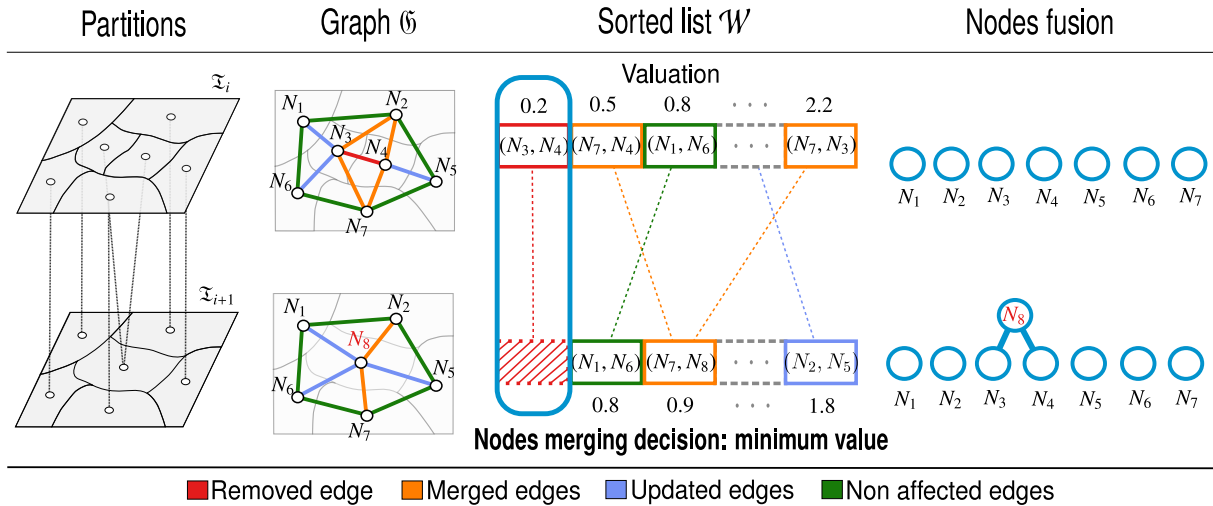 Partitions Graph 𝔊 Sorted list 𝒲 Nodes fusion
𝔗i
N1 N2 N3 N4 N5 N6 N7
Valuation
0.2 0.5 0.8 · · · 2.2
(N3, N4) (N7, N4) (N1, N6) · · · (N7, N3)
N1 N2 N3 N4 N5 N6 N7
𝔗i+1
N1 N2 N8 N5 N6 N7
(N1, N6) (N7, N8) · · · (N2, N5)
0.8 0.9 · · · 1.8
Nodes merging decision: minimum value
N8
N1 N2 N3 N4 N5 N6 N7
Removed edge Merged edges Updated edges Non affected edges